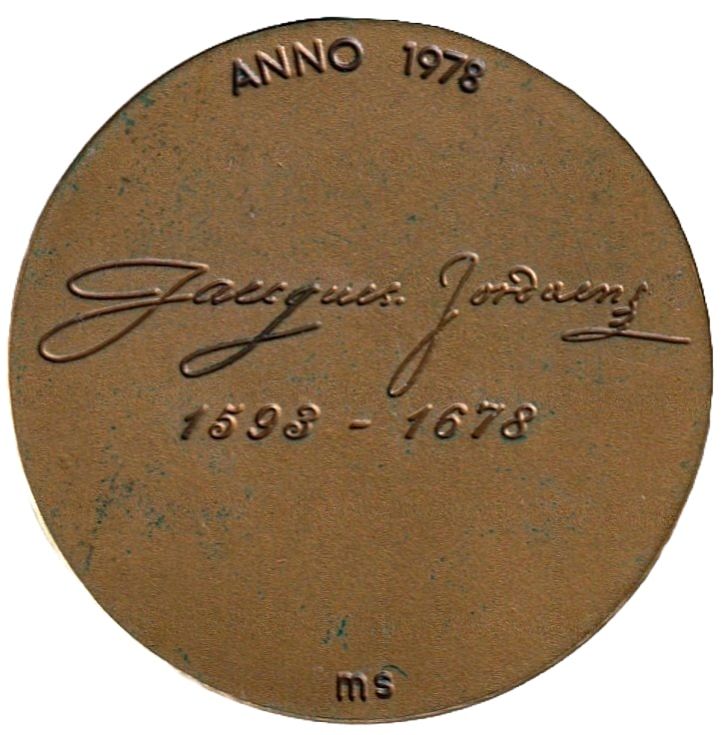 ANNO 1978
Jacques Jordaens
1593 - 1678
ms